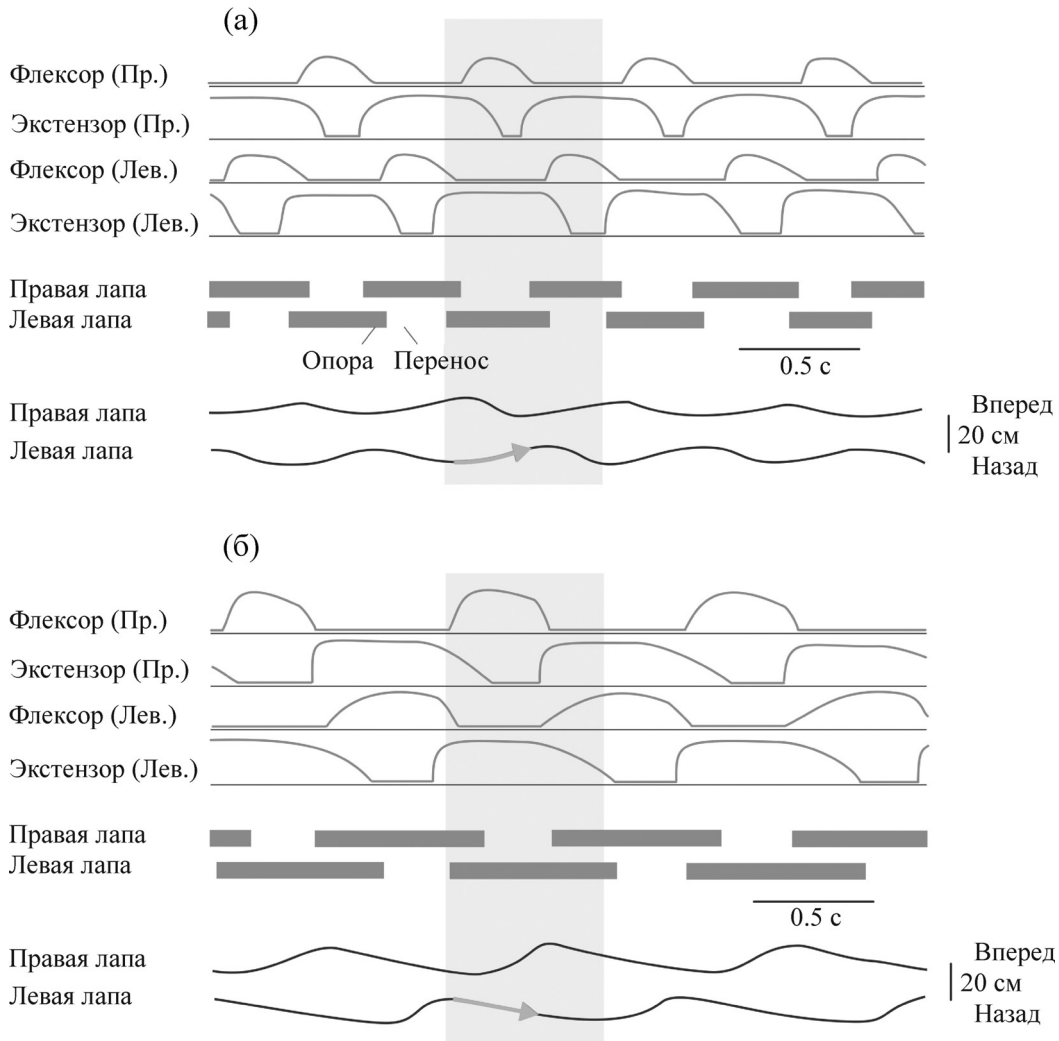 (а)
Флексор (Пр.)
Экстензор (Пр.)
Флексор (Лев.)
Экстензор (Лев.)
Правая лапа
Левая лапа
Опора Перенос
0.5 с
Правая лапа
Левая лапа
Вперед
20 см
Назад
(б)
Флексор (Пр.)
Экстензор (Пр.)
Флексор (Лев.)
Экстензор (Лев.)
Правая лапа
Левая лапа
0.5 с
Правая лапа
Левая лапа
Вперед
20 см
Назад